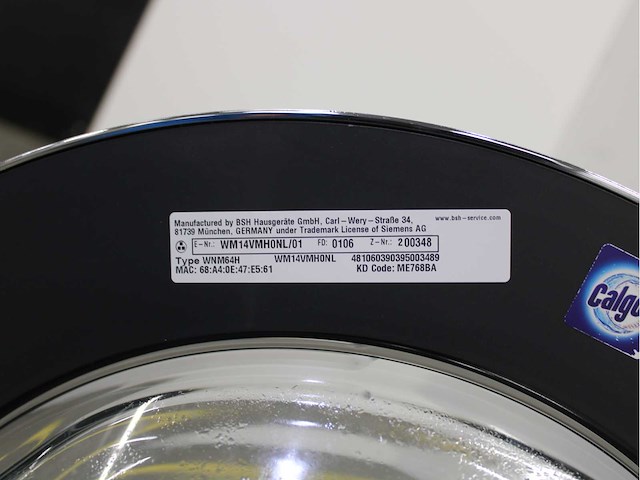 Manufactured by BSH Hausgeräte GmbH, Carl-Wery-Straße 34,
81739 München, GERMANY under Trademark License of Siemens AG
www.bsh-service.com
E-Nr.: WM14VMH0NL/01 FD: 0106 Z-Nr.: 200348
Type WNM64H WM14VMH0NL 481060390395003489
MAC: 68:A4:0E:47:E5:61 KD Code: ME768BA
Calgo